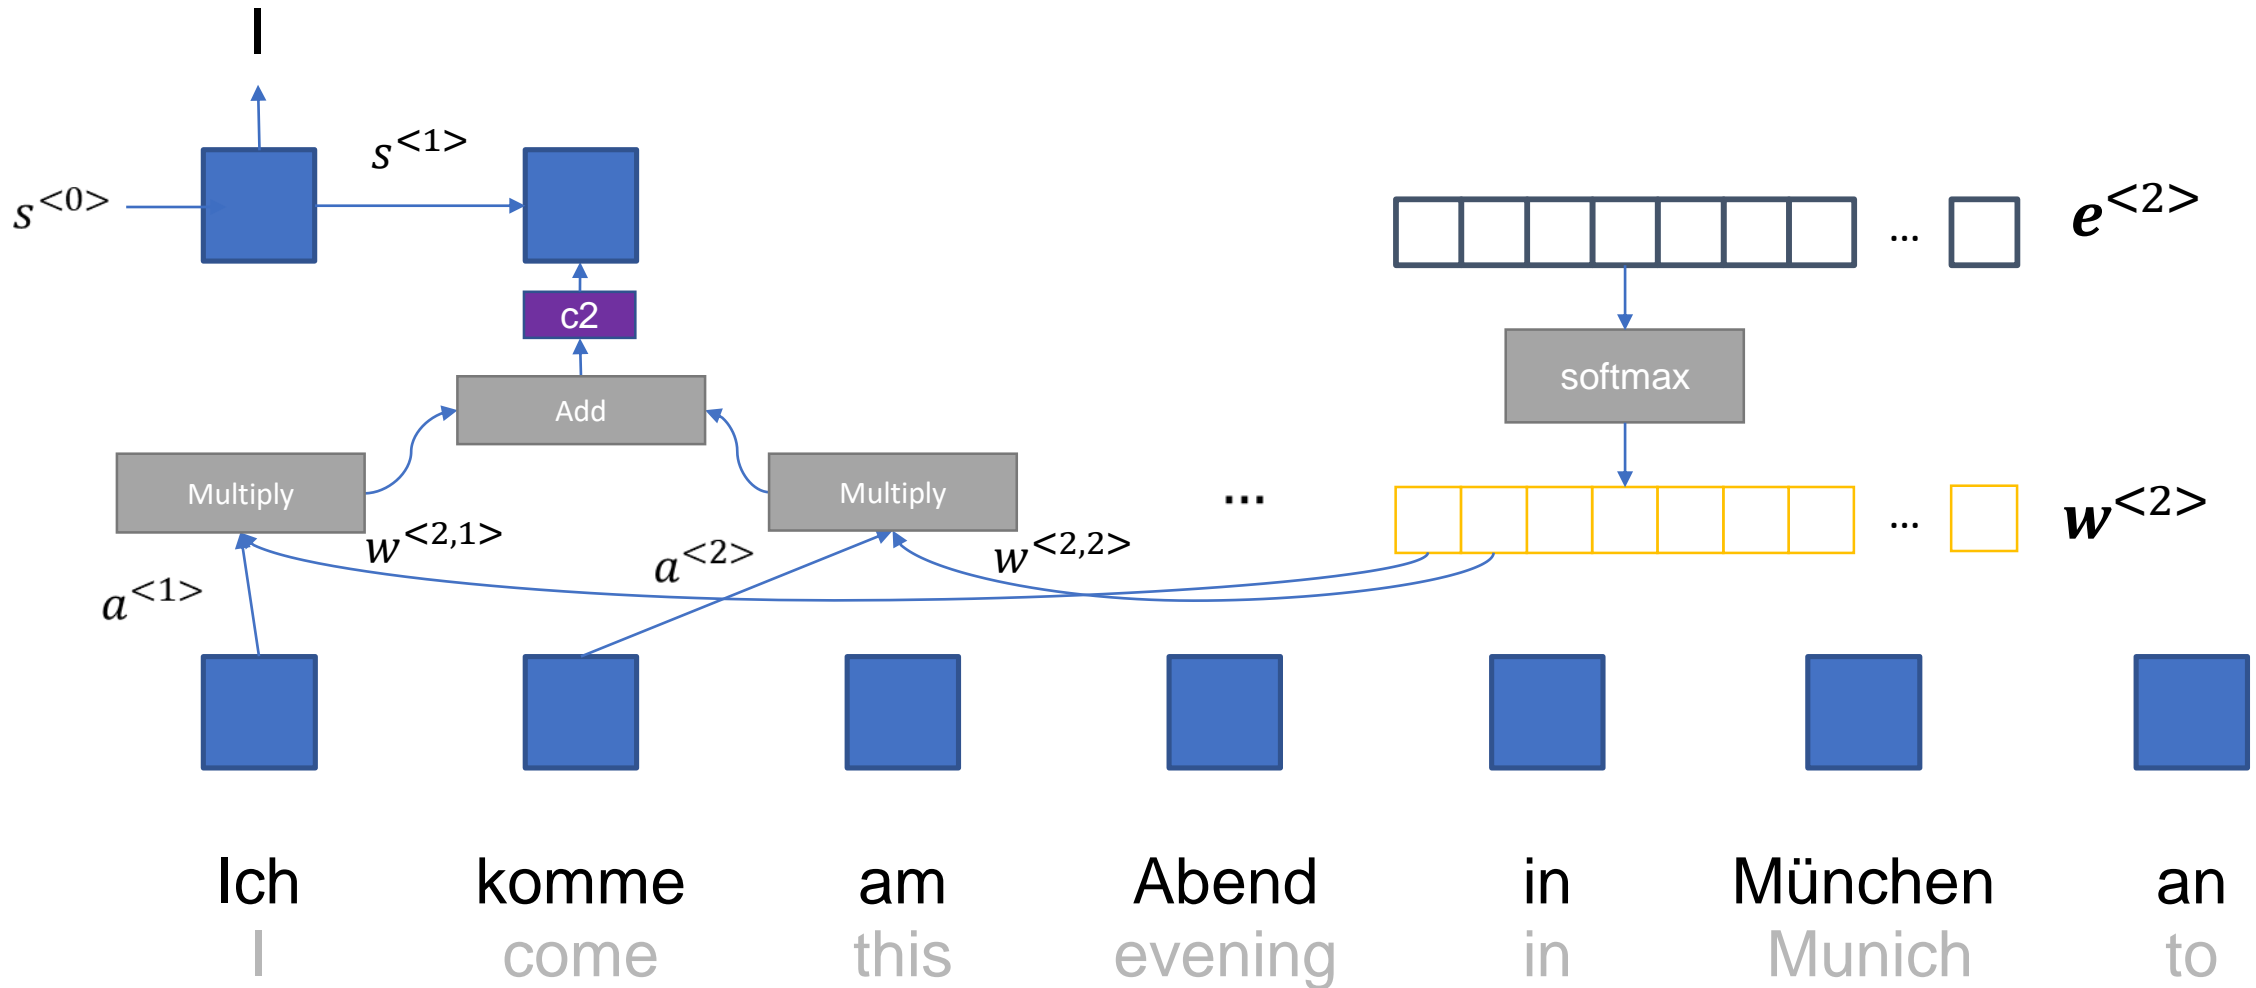 I
s<0>
s<1>
e<2>
c2
softmax
Add
Multiply
Multiply
...
...
...
w<2>
w<2,1>
a<2>
w<2,2>
a<1>
Ich komme am Abend in München an
I come this evening in Munich to